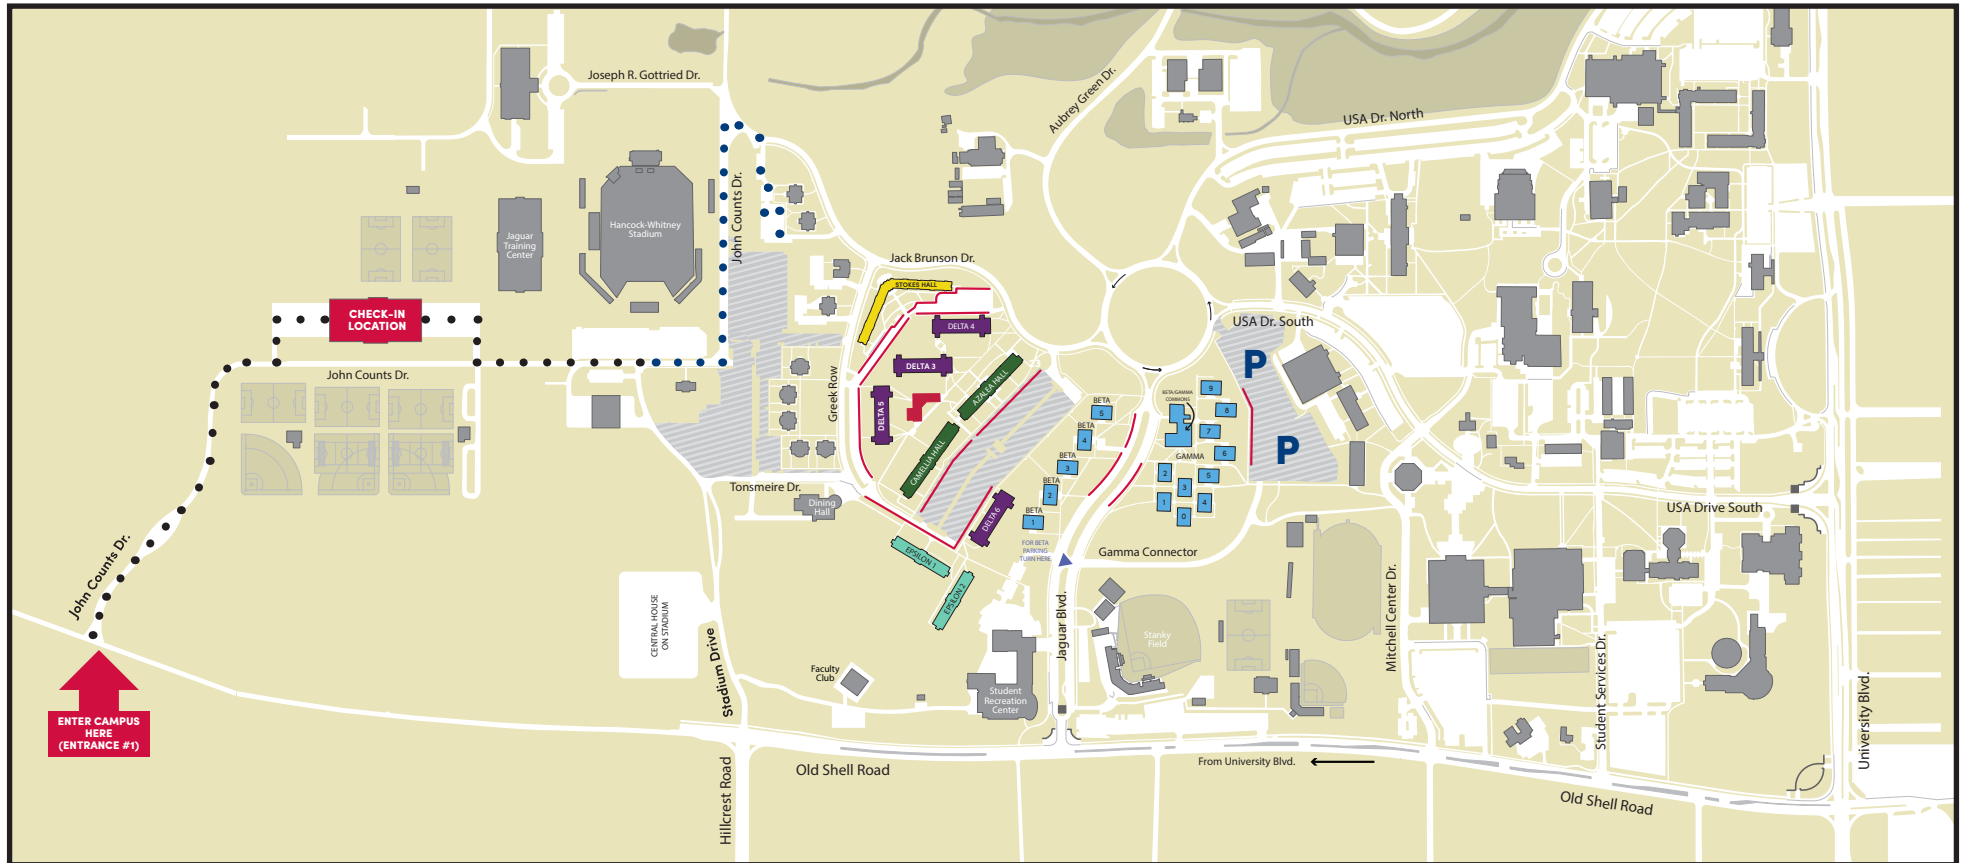 Joseph R. Gottried Dr.
Aubrey Green Dr.
USA Dr. North
John Counts Dr.
Hancock-Whitney
Stadium
Jaguar
Training
Center
Jack Brunson Dr.
STOKES HALL
CHECK-IN
LOCATION
USA Dr. South
DELTA 4
DELTA 3
AZALEA HALL
John Counts Dr.
Greek Row
DELTA 5
CAMELLIA HALL
P
P
BETA/GAMMA
COMMONS
9
8
7
6
GAMMA
5
2
3
4
1
0
BETA
5
BETA
4
BETA
3
BETA
2
BETA
1
Tonsmeire Dr.
Dining
Hall
DELTA 6
EPSILON 1
EPSILON 2
FOR BETA
PARKING
TURN HERE
Gamma Connector
USA Drive South
John Counts Dr.
CENTRAL HOUSE
ON STADIUM
Stadium Drive
Jaguar Blvd.
Stanky
Field
Mitchell Center Dr.
Student Services Dr.
University Blvd.
Faculty
Club
Student
Recreation
Center
ENTER CAMPUS
HERE
(ENTRANCE #1)
Hillcrest Road
Old Shell Road
From University Blvd.
Old Shell Road